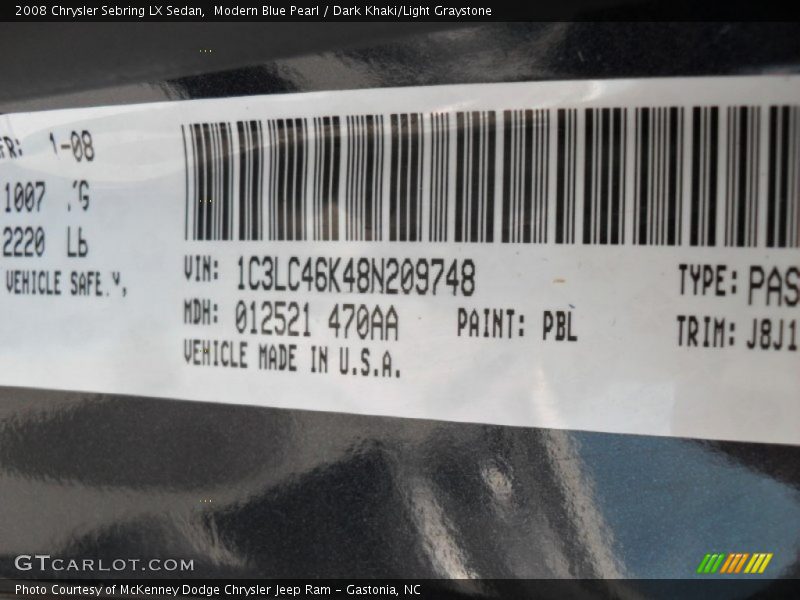 2008 Chrysler Sebring LX Sedan,  Modern Blue Pearl / Dark Khaki/Light Graystone
FR: 1-08
1007
2220 Lb
VEHICLE
VIN: 1C3LC46K48N209748 TYPE: PAS
MDH: 012521 470AA PAINT: PBL TRIM: J8J1
VEHICLE MADE IN U.S.A.
GTCARLOT.COM
Photo Courtesy of McKenney Dodge Chrysler Jeep Ram - Gastonia, NC